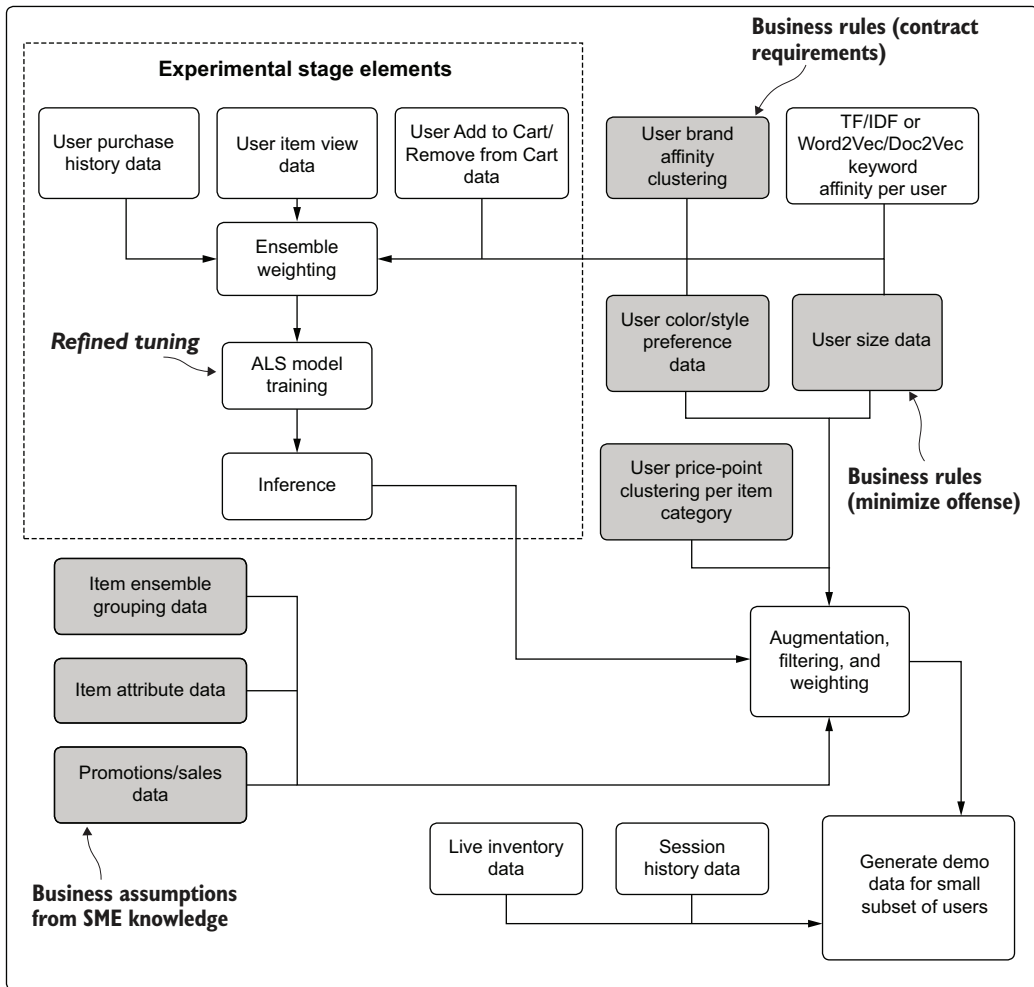 Business rules (contract
requirements)
Experimental stage elements
User purchase
history data
User item view
data
User Add to Cart/
Remove from Cart
data
User brand
affinity
clustering
TF/IDF or
Word2Vec/Doc2Vec
keyword
affinity per user
Ensemble
weighting
Refined tuning
ALS model
training
User color/style
preference
data
User size data
Inference
User price-point
clustering per item
category
Business rules
(minimize offense)
Item ensemble
grouping data
Item attribute data
Promotions/sales
data
Augmentation,
filtering, and
weighting
Business assumptions
from SME knowledge
Live inventory
data
Session
history data
Generate demo
data for small
subset of users